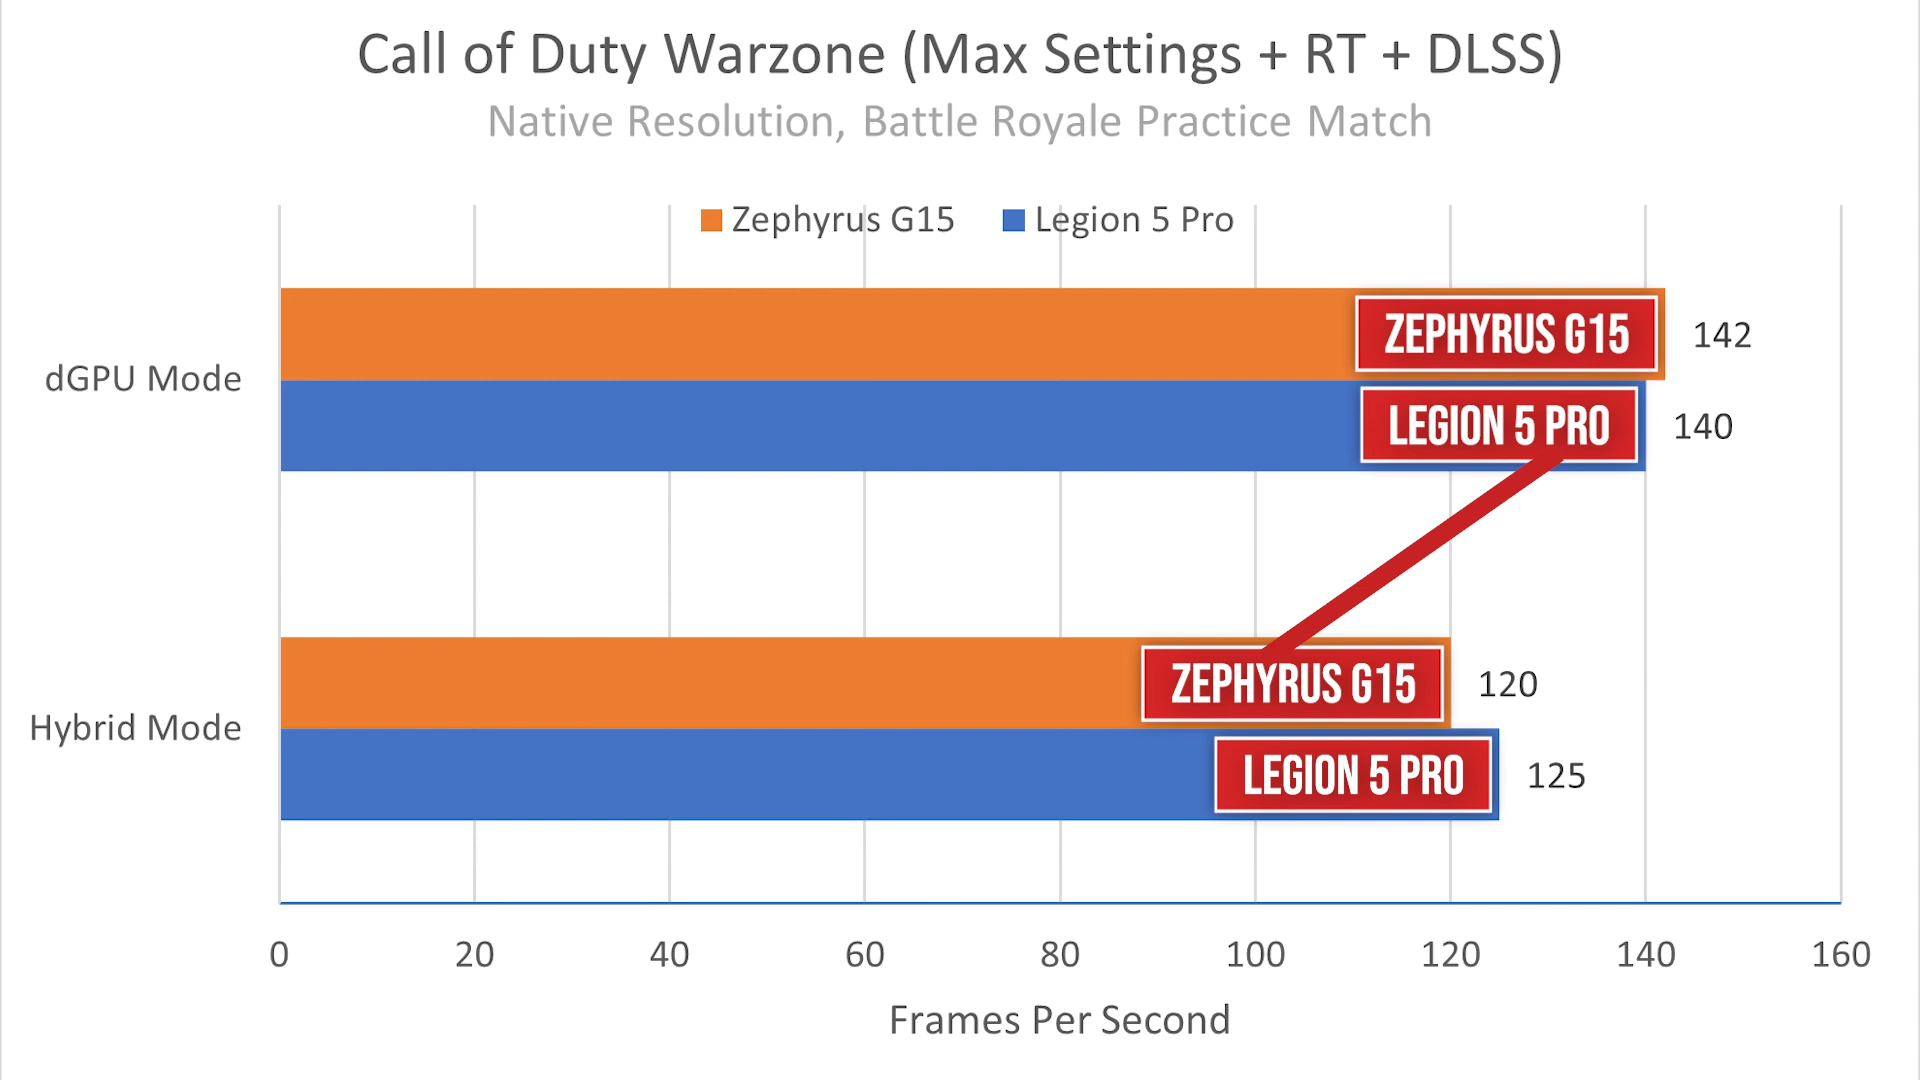 Call of Duty Warzone (Max Settings + RT + DLSS)
Native Resolution, Battle Royale Practice Match
Zephyrus G15 Legion 5 Pro
dGPU Mode
ZEPHYRUS G15 142
LEGION 5 PRO 140
Hybrid Mode
ZEPHYRUS G15 120
LEGION 5 PRO 125
0 20 40 60 80 100 120 140 160
Frames Per Second